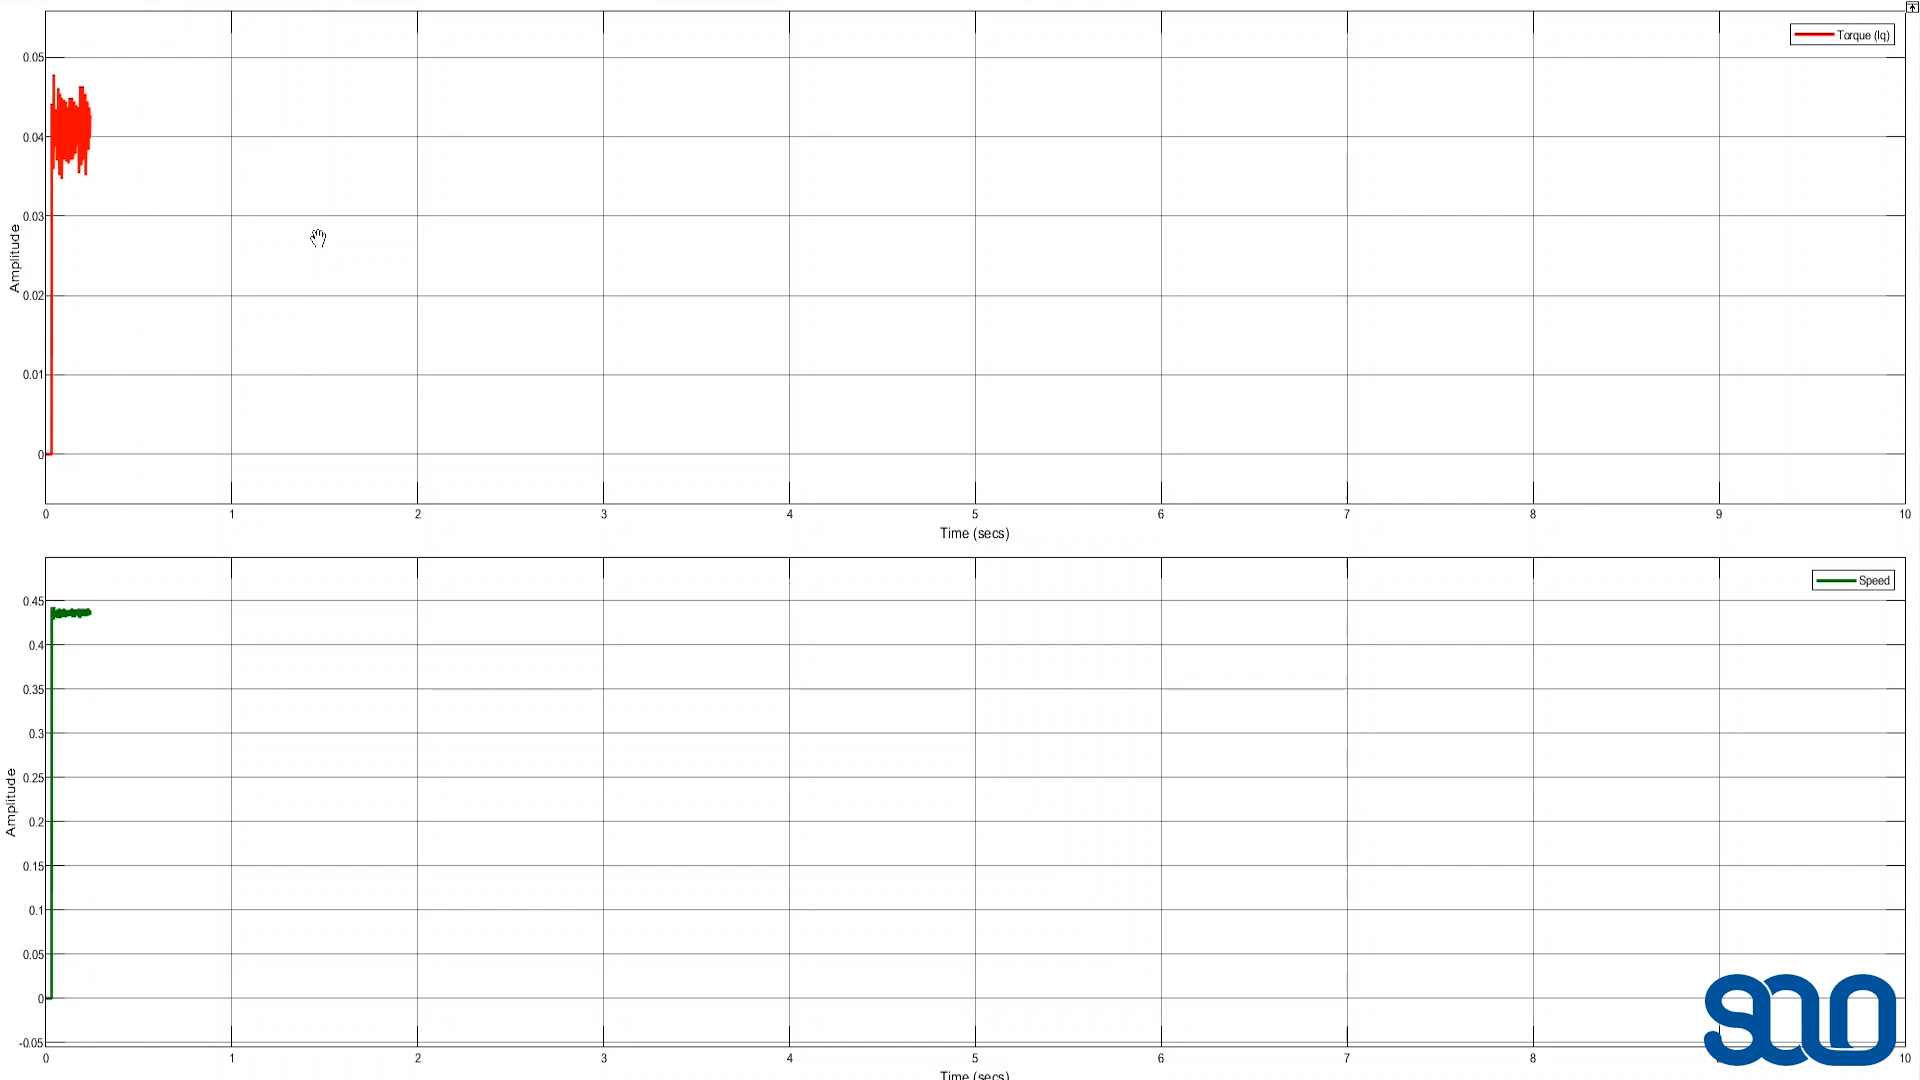 Torque (Iq)
0.05
0.04
0.03
0.02
0.01
0
Amplitude
0 1 2 3 4 5 6 7 8 9 10
Time (secs)
Speed
0.45
0.4
0.35
0.3
0.25
0.2
0.15
0.1
0.05
0
-0.05
Amplitude
0 1 2 3 4 5 6 7 8 10
Time (secs)
SOLO